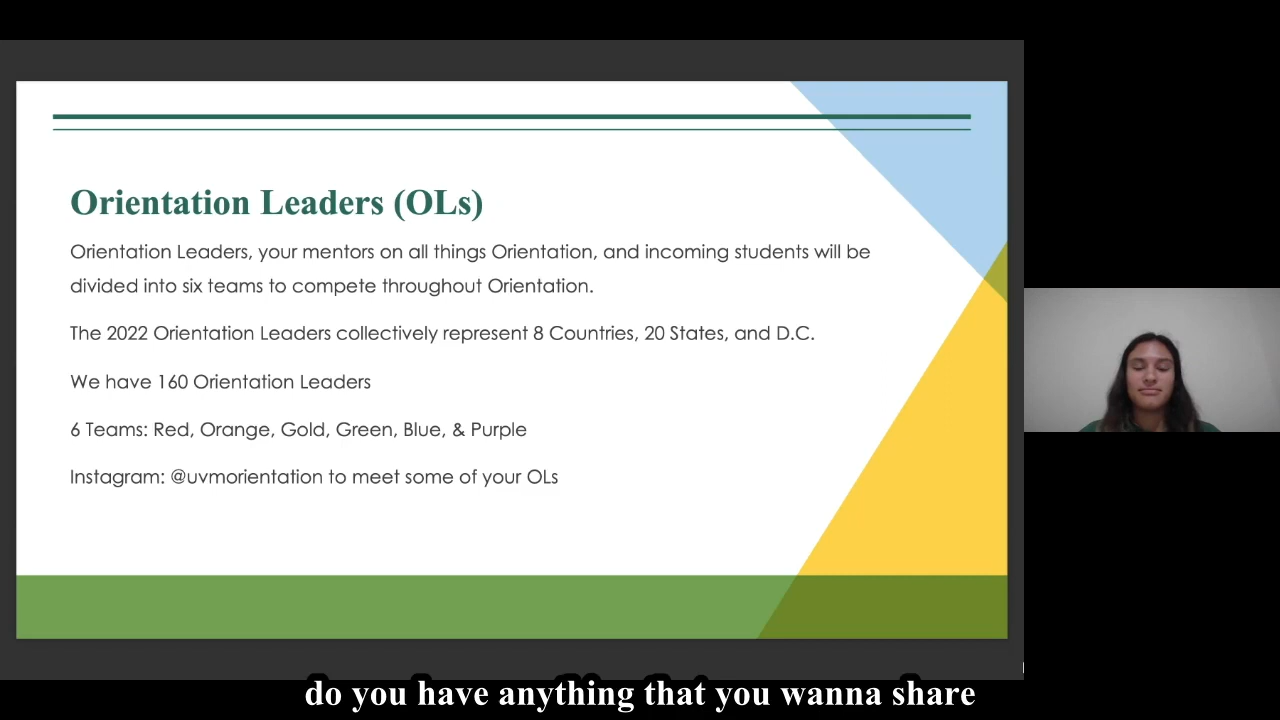 Orientation Leaders (OLs)
Orientation Leaders, your mentors on all things Orientation, and incoming students will be
divided into six teams to compete throughout Orientation.
The 2022 Orientation Leaders collectively represent 8 Countries, 20 States, and D.C.
We have 160 Orientation Leaders
6 Teams: Red, Orange, Gold, Green, Blue, & Purple
Instagram: @uvmorientation to meet some of your OLs
do you have anything that you wanna share